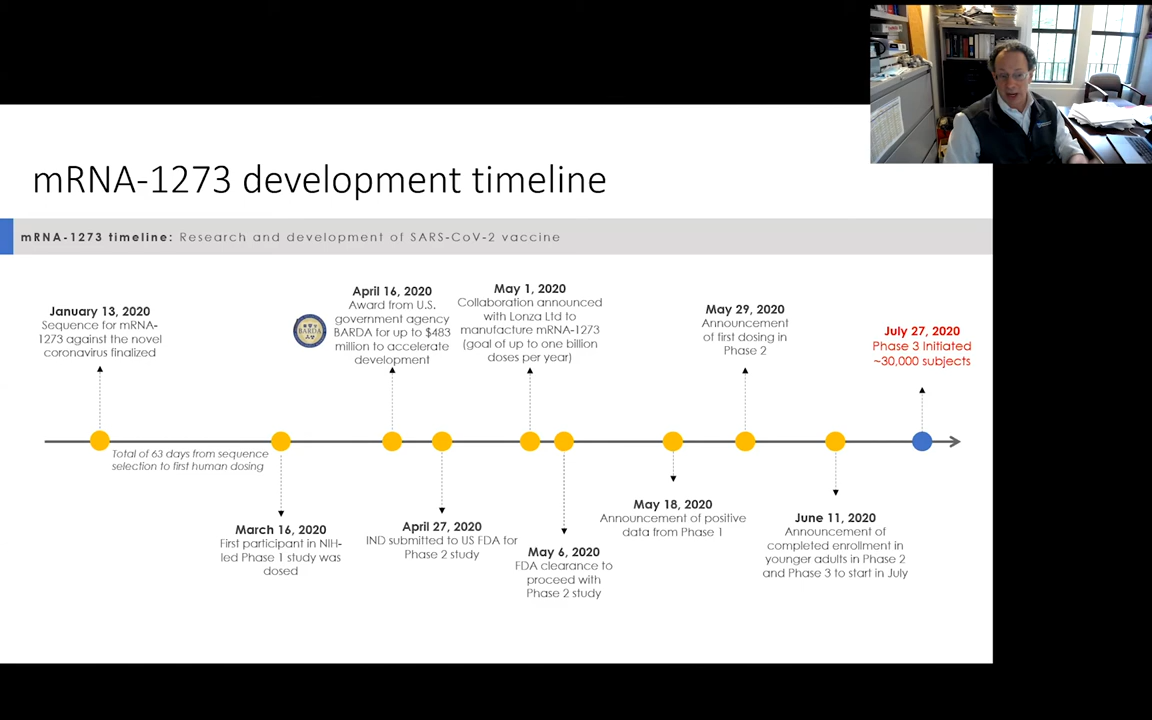 mRNA-1273 development timeline
mRNA-1273 timeline: Research and development of SARS-CoV-2 vaccine
January 13, 2020
Sequence for mRNA-
1273 against the novel
coronavirus finalized
April 16, 2020
Award from U.S.
government agency
BARDA for up to $483
million to accelerate
development
BARDA
May 1, 2020
Collaboration announced
with Lonza Ltd to
manufacture mRNA-1273
(goal of up to one billion
doses per year)
May 29, 2020
Announcement
of first dosing in
Phase 2
July 27, 2020
Phase 3 Initiated
~30,000 subjects
Total of 63 days from sequence
selection to first human dosing
March 16, 2020
First participant in NIH-
led Phase 1 study was
dosed
April 27, 2020
IND submitted to US FDA for
Phase 2 study
May 6, 2020
FDA clearance to
proceed with
Phase 2 study
May 18, 2020
Announcement of positive
data from Phase 1
June 11, 2020
Announcement of
completed enrollment in
younger adults in Phase 2
and Phase 3 to start in July